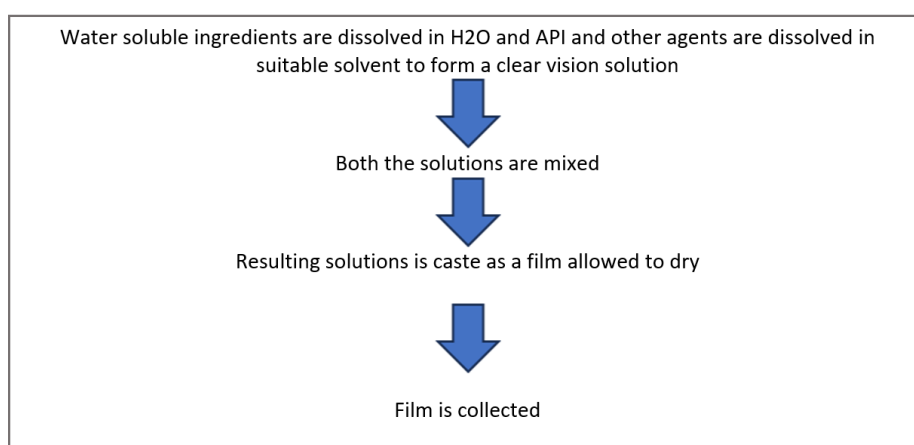 Water soluble ingredients are dissolved in H2O and API and other agents are dissolved in
suitable solvent to form a clear vision solution
Both the solutions are mixed
Resulting solutions is caste as a film allowed to dry
Film is collected